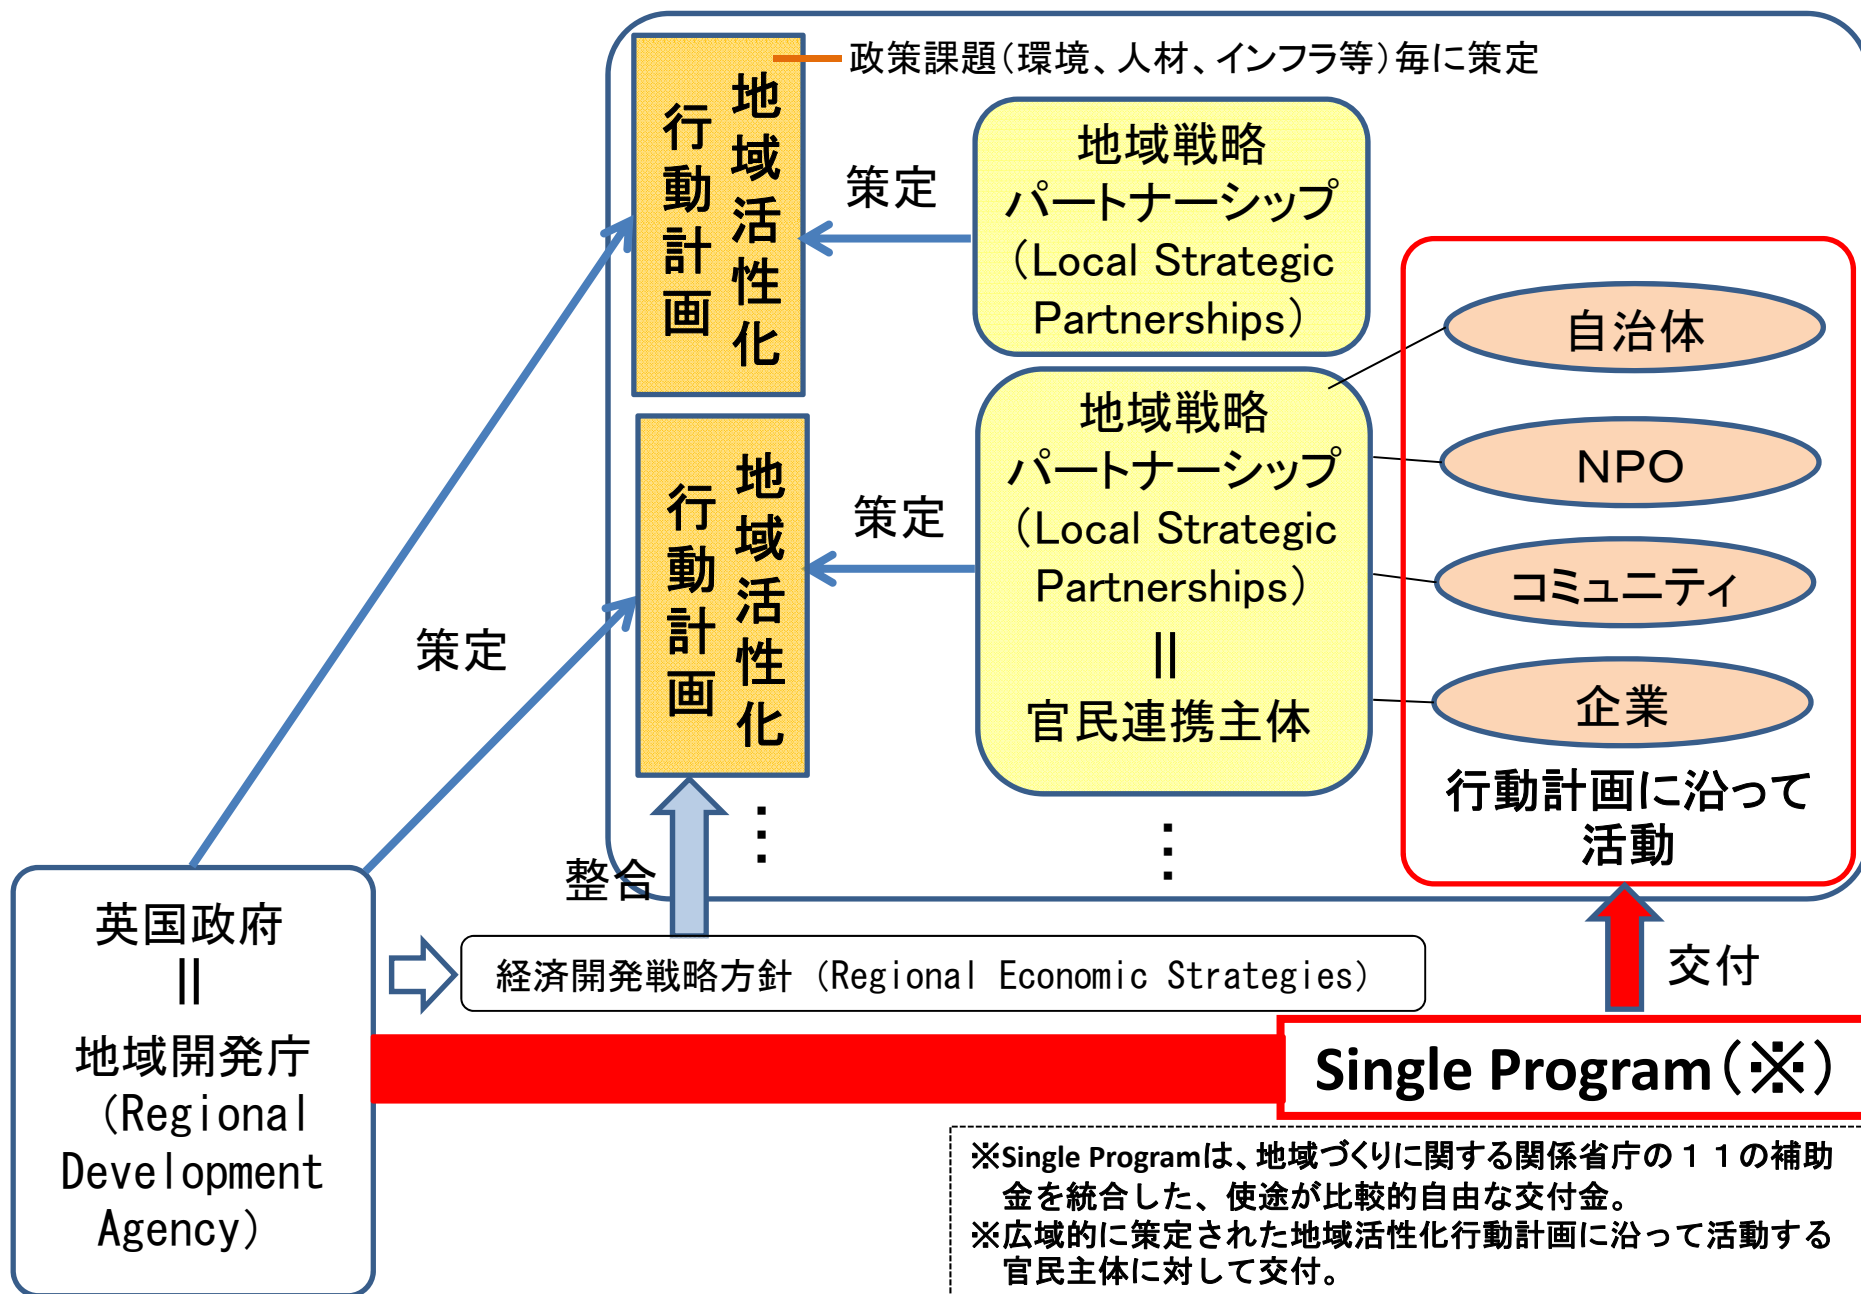 政策課題（環境、人材、インフラ等）毎に策定
地域活性化
行動計画
策定
地域戦略
パートナーシップ
（Local Strategic
Partnerships）
地域活性化
行動計画
策定
地域戦略
パートナーシップ
（Local Strategic
Partnerships）
||
官民連携主体
自治体
NPO
コミュニティ
企業
行動計画に沿って
活動
策定
⋮
⋮
整合
英国政府
||
地域開発庁
（Regional
Development
Agency）
経済開発戦略方針（Regional Economic Strategies）
交付
Single Program（※）
※Single Programは、地域づくりに関する関係省庁の１１の補助
金を統合した、使途が比較的自由な交付金。
※広域的に策定された地域活性化行動計画に沿って活動する
官民主体に対して交付。